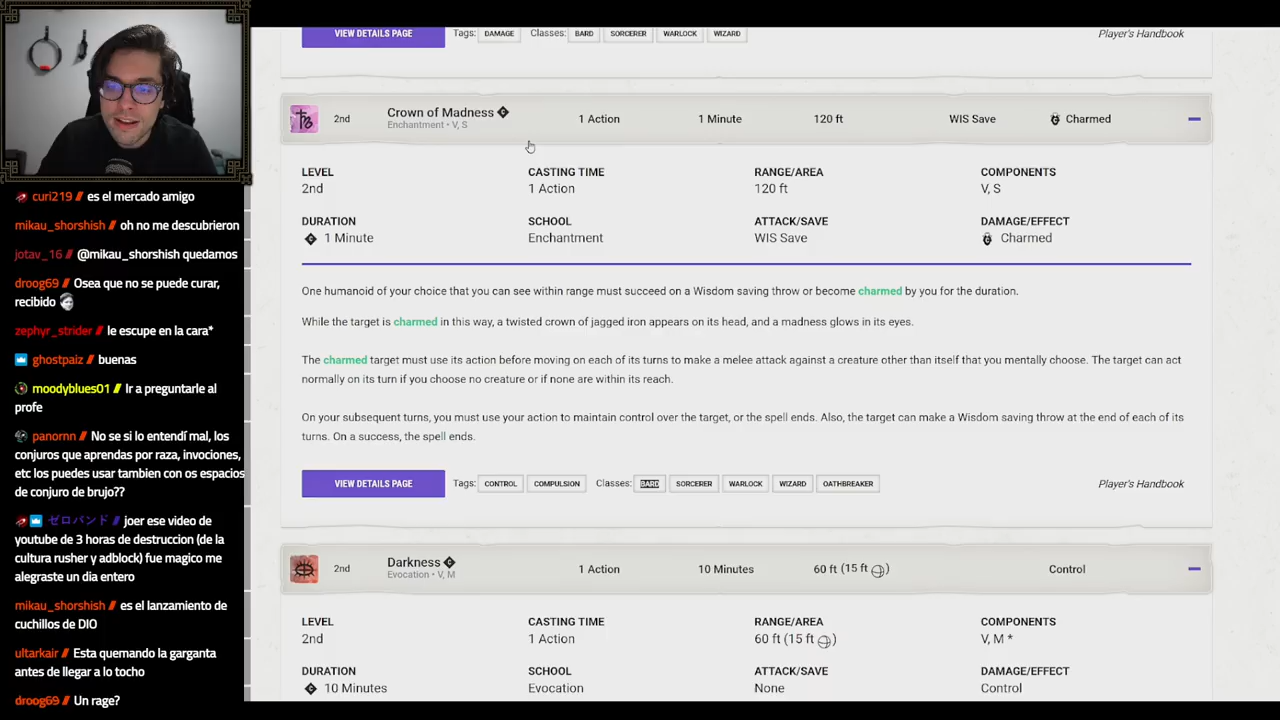 curi219 // es el mercado amigo
mikau_shorshish // oh no me descubrieron
jotav_16 // @mikau_shorshish quedamos
droog69 // Osea que no se puede curar,
recibido
zephyr_strider // le escupe en la cara*
ghostpaiz // buenas
moodyblues01 // Ir a preguntarle al
profe
panornn // No se si lo entendí mal, los
conjuros que aprendas por raza, invociones,
etc los puedes usar tambien con os espacios
de conjuro de brujo??
ゼロバンド // joer ese video de
youtube de 3 horas de destruccion (de la
cultura rusher y adblock) fue magico me
alegraste un dia entero
mikau_shorshish // es el lanzamiento de
cuchillos de DIO
ultarkair // Esta quemando la garganta
antes de llegar a lo tocho
droog69 // Un rage?
VIEW DETAILS PAGE Tags: DAMAGE Classes: BARD SORCERER WARLOCK WIZARD Player's Handbook
2nd Crown of Madness 1 Action 1 Minute 120 ft WIS Save Charmed
Enchantment • V, S
LEVEL CASTING TIME RANGE/AREA COMPONENTS
2nd 1 Action 120 ft V, S
DURATION SCHOOL ATTACK/SAVE DAMAGE/EFFECT
1 Minute Enchantment WIS Save Charmed
One humanoid of your choice that you can see within range must succeed on a Wisdom saving throw or become charmed by you for the duration.
While the target is charmed in this way, a twisted crown of jagged iron appears on its head, and a madness glows in its eyes.
The charmed target must use its action before moving on each of its turns to make a melee attack against a creature other than itself that you mentally choose. The target can act
normally on its turn if you choose no creature or if none are within its reach.
On your subsequent turns, you must use your action to maintain control over the target, or the spell ends. Also, the target can make a Wisdom saving throw at the end of each of its
turns. On a success, the spell ends.
VIEW DETAILS PAGE Tags: CONTROL COMPULSION Classes: BARD SORCERER WARLOCK WIZARD OATHBREAKER Player's Handbook
2nd Darkness 1 Action 10 Minutes 60 ft (15 ft ) Control
Evocation • V, M
LEVEL CASTING TIME RANGE/AREA COMPONENTS
2nd 1 Action 60 ft (15 ft ) V, M *
DURATION SCHOOL ATTACK/SAVE DAMAGE/EFFECT
10 Minutes Evocation None Control